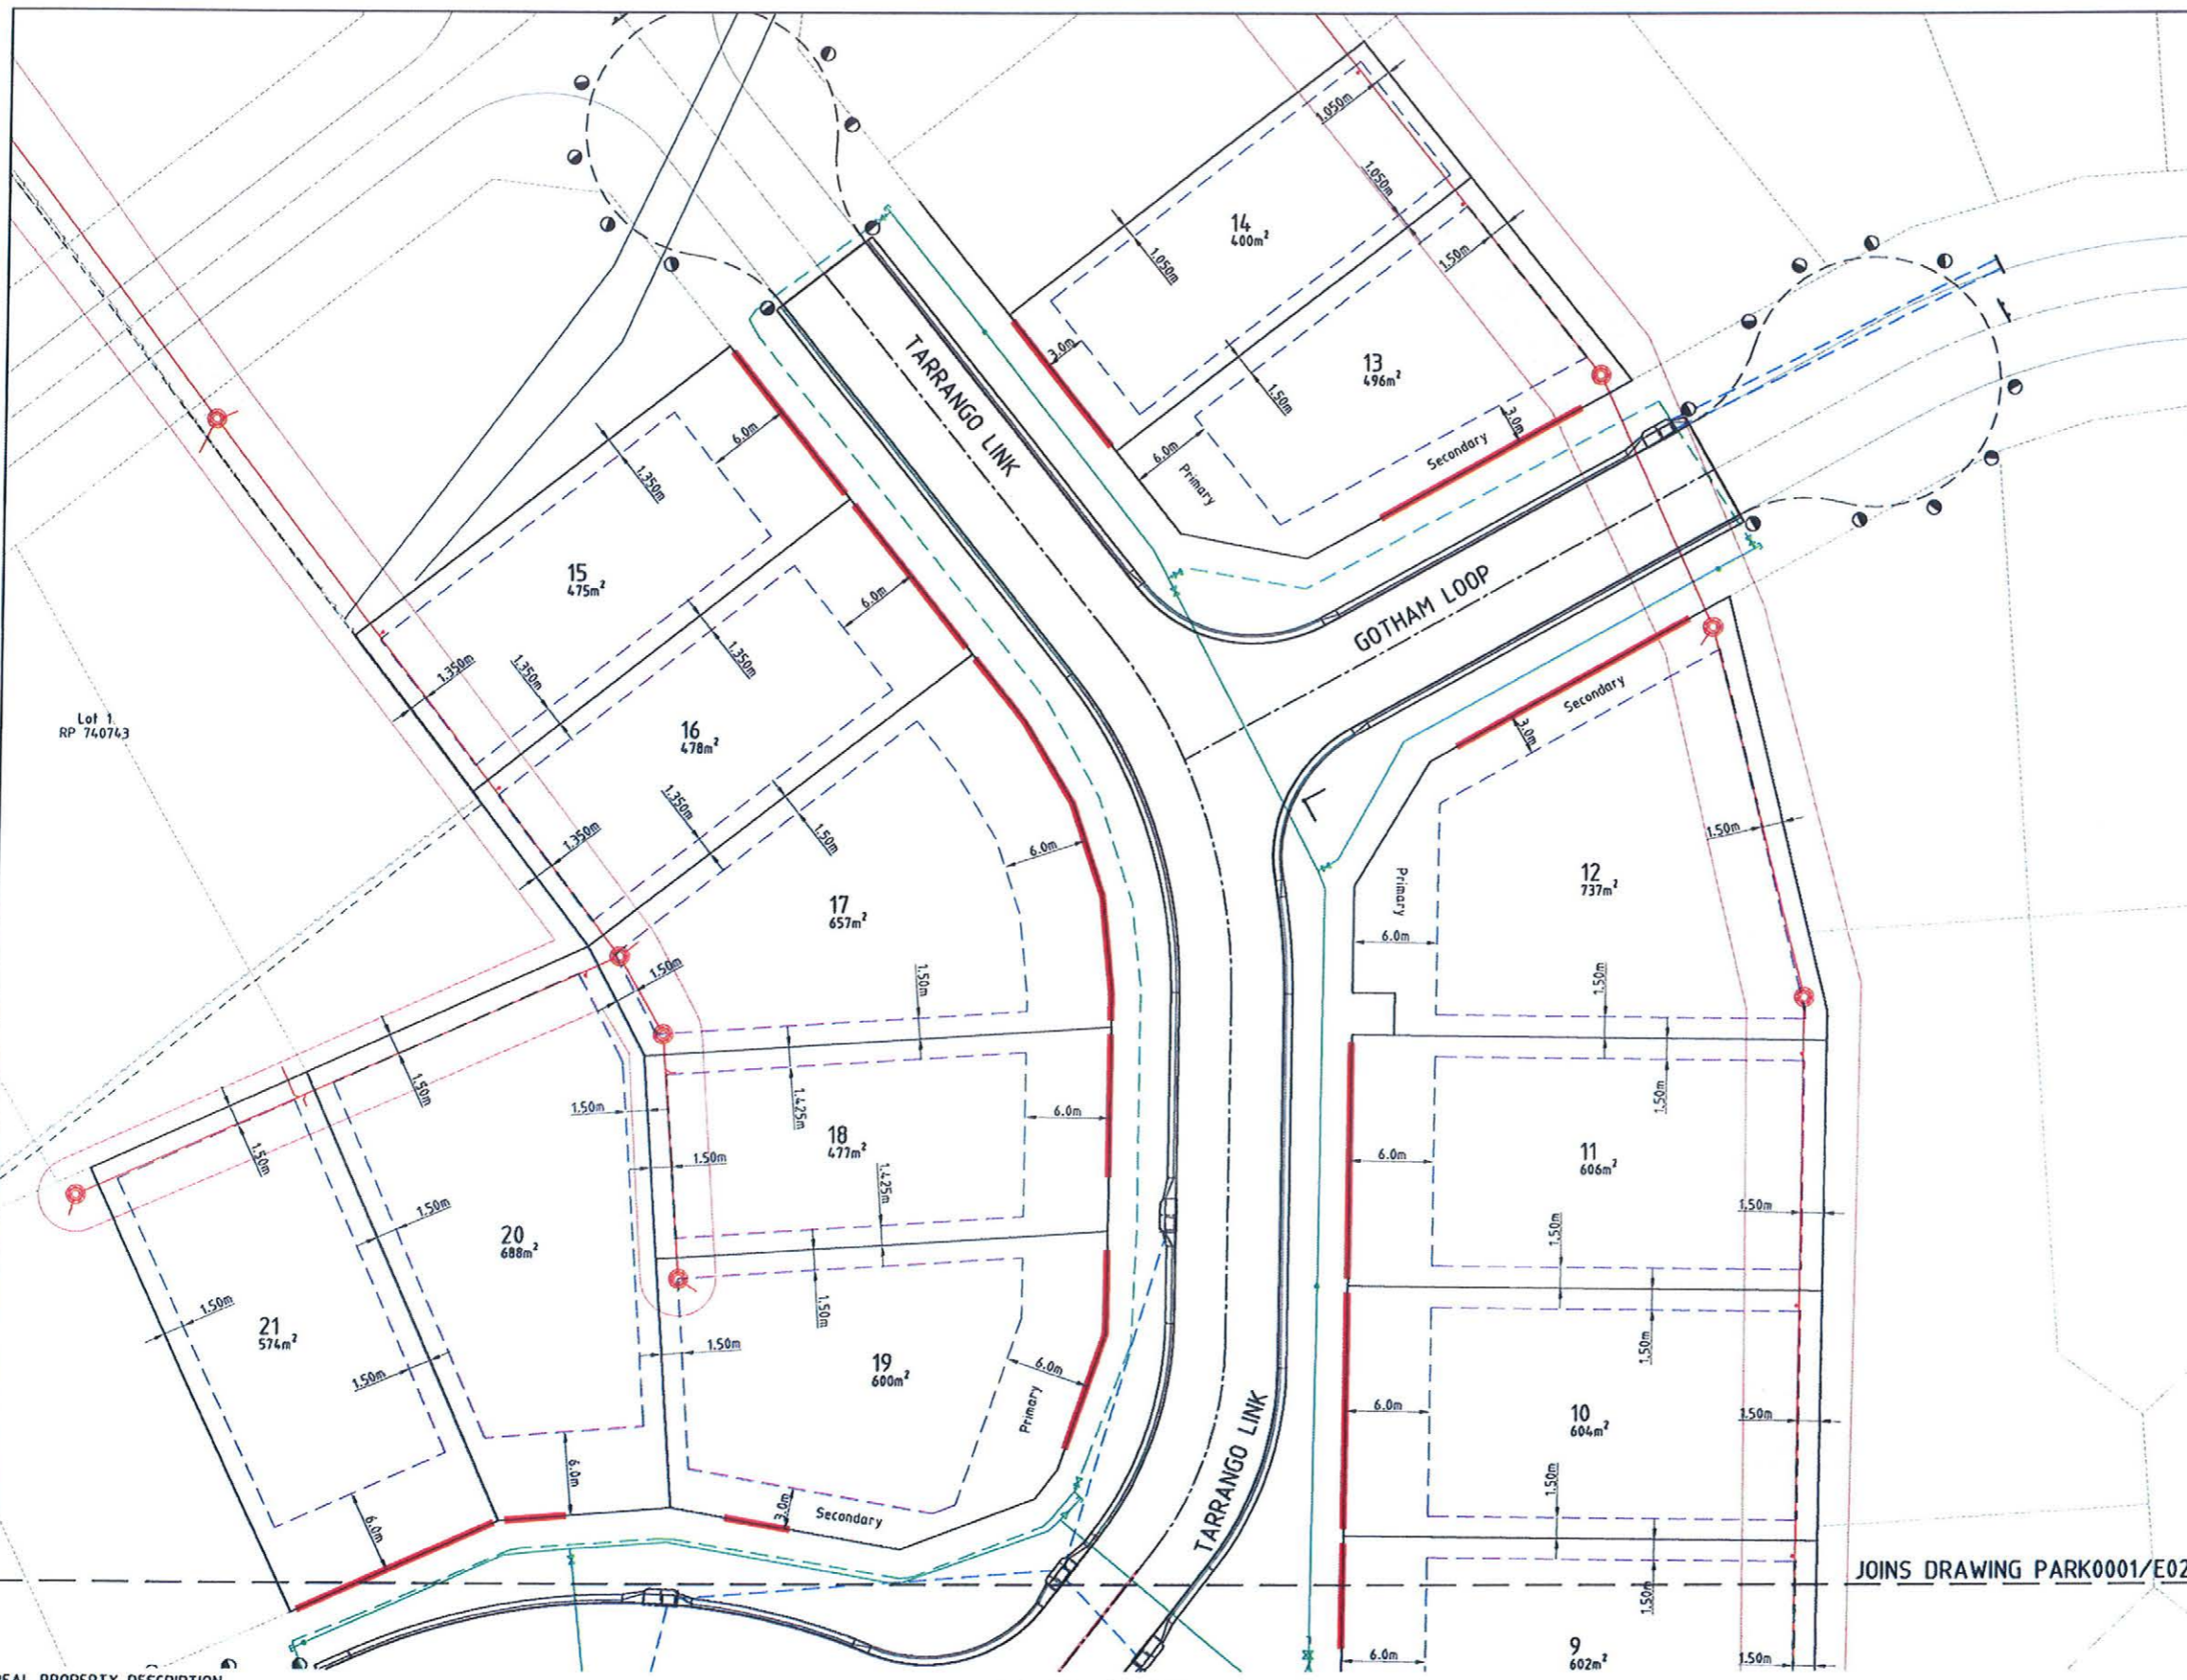 1.050m
1.050m
14
400m²
1.050m
1.50m
3.0m
13
496m²
1.50m
3.0m
6.0m
Primary
Secondary
TARRANGO LINK
GOTHAM LOOP
6.0m
1.350m
15
475m²
1.350m
1.350m
1.350m
6.0m
Lot 1
RP 740743
16
478m²
1.350m
1.350m
1.50m
6.0m
17
657m²
1.50m
1.50m
Secondary
3.0m
1.50m
12
737m²
Primary
6.0m
1.50m
1.50m
1.50m
1.50m
1.50m
1.425m
18
477m²
6.0m
1.50m
1.425m
11
606m²
6.0m
1.50m
1.50m
1.50m
20
688m²
1.50m
21
574m²
1.50m
1.50m
1.50m
1.50m
19
600m²
6.0m
Primary
10
604m²
6.0m
1.50m
1.50m
TARRANGO LINK
6.0m
6.0m
3.0m
Secondary
1.50m
JOINS DRAWING PARK0001/E02
9
602m²
6.0m
1.50m
REAL PROPERTY DESCRIPTION